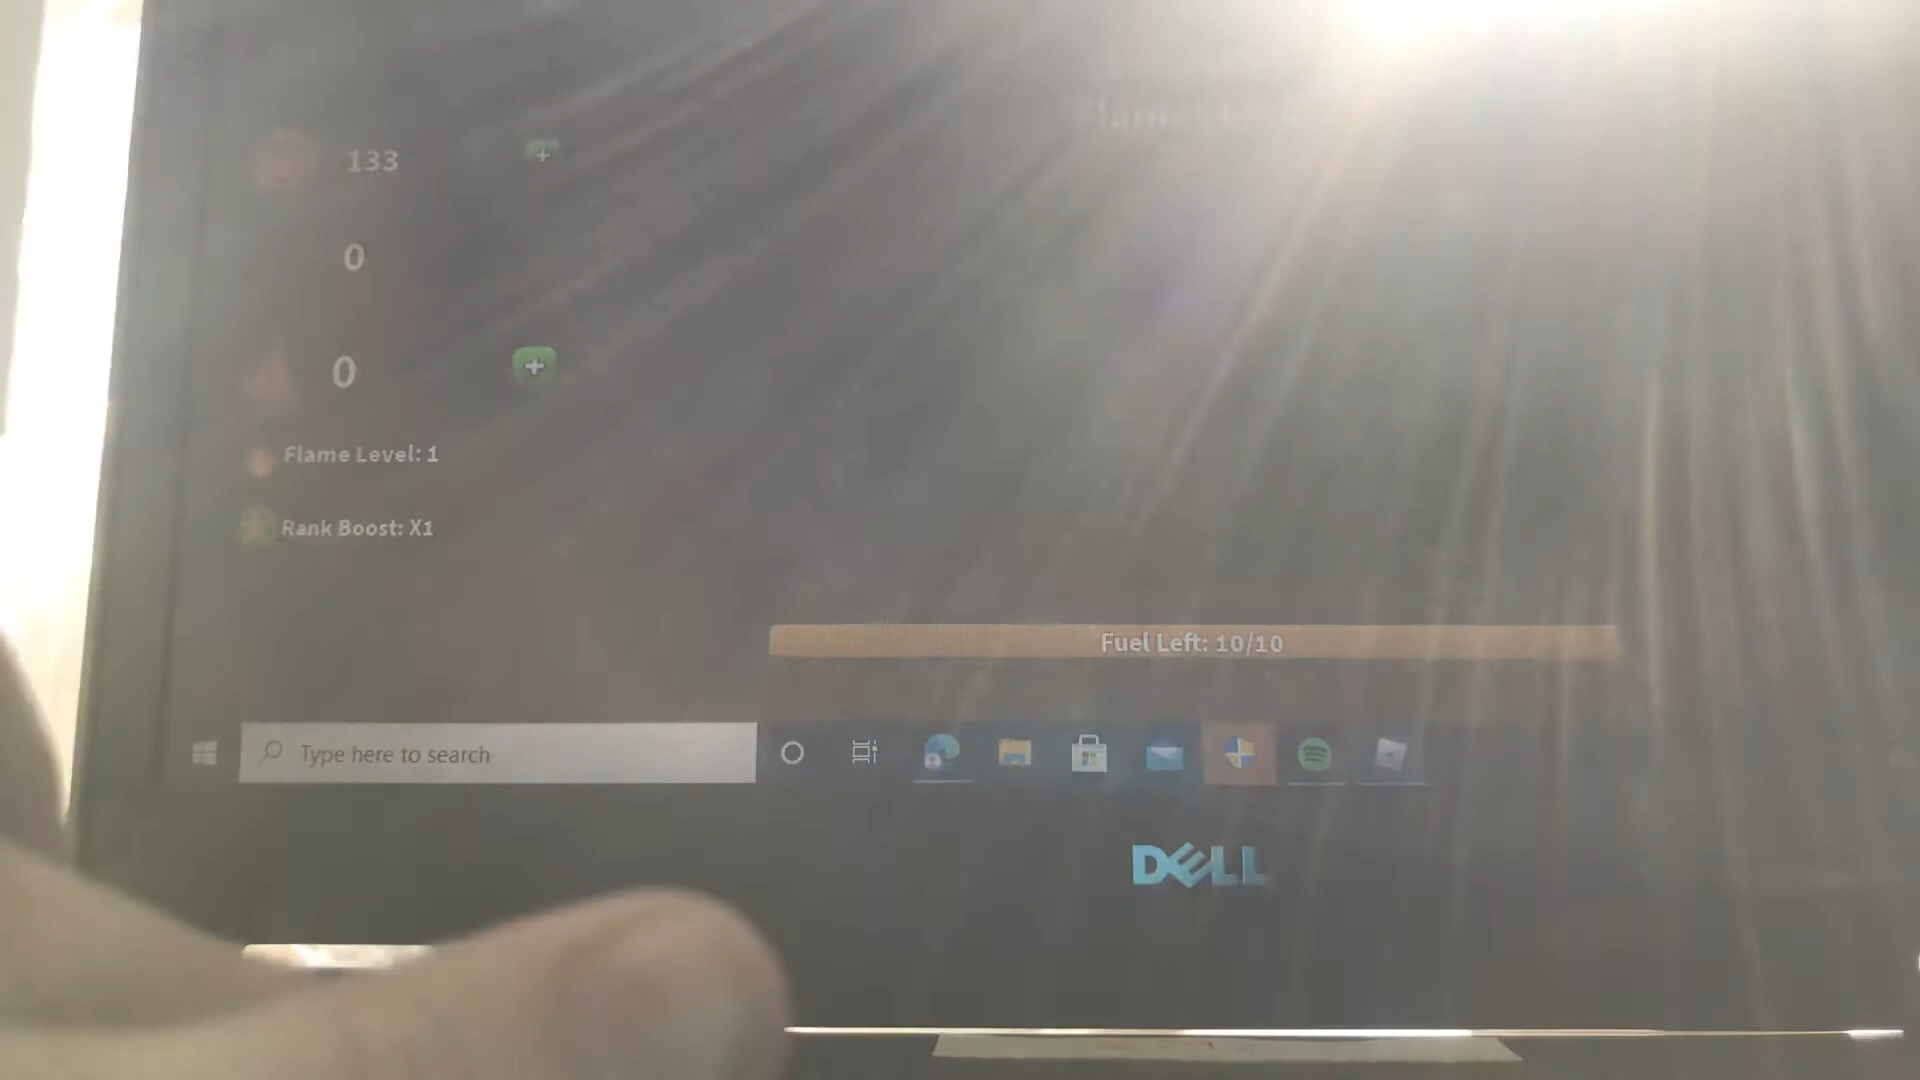 133
0
0
Flame Level: 1
Rank Boost: X1
Fuel Left: 10/10
Type here to search
DELL